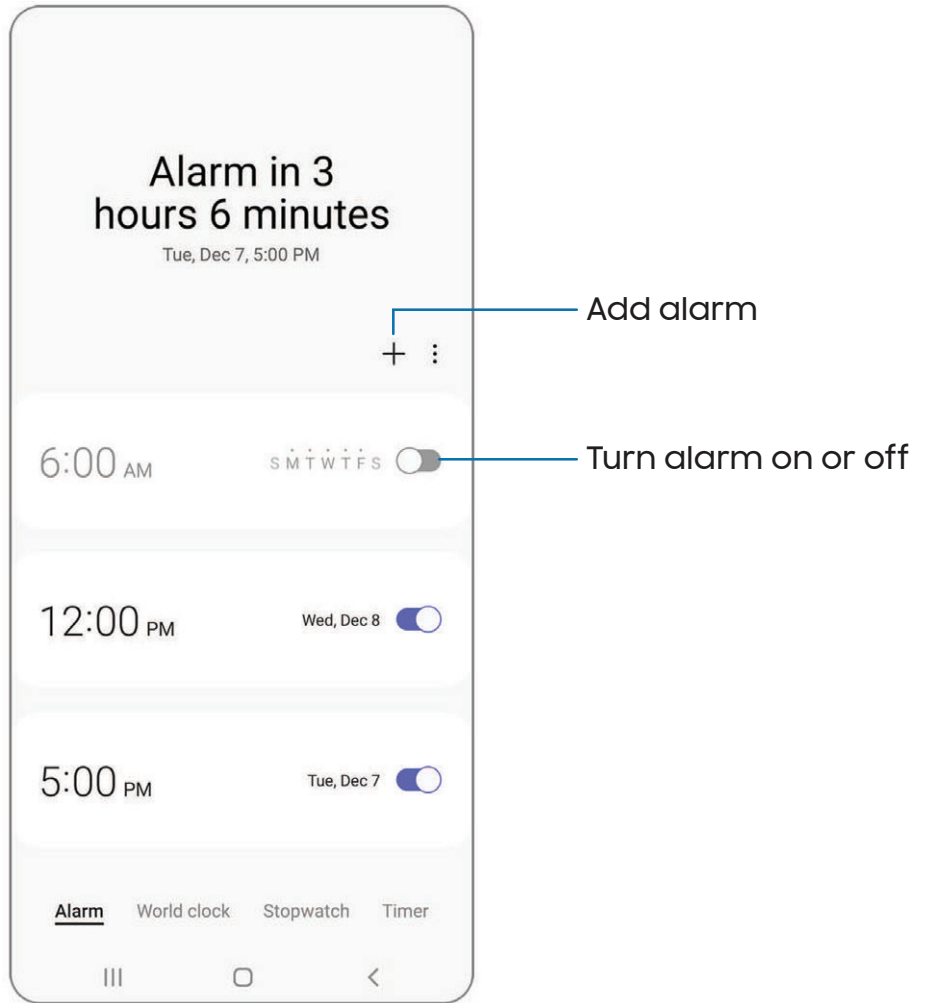 Alarm in 3
hours 6 minutes
Tue, Dec 7, 5:00 PM
Add alarm
6:00 AM
S M T W T F S
Turn alarm on or off
12:00 PM
Wed, Dec 8
5:00 PM
Tue, Dec 7
Alarm World clock Stopwatch Timer